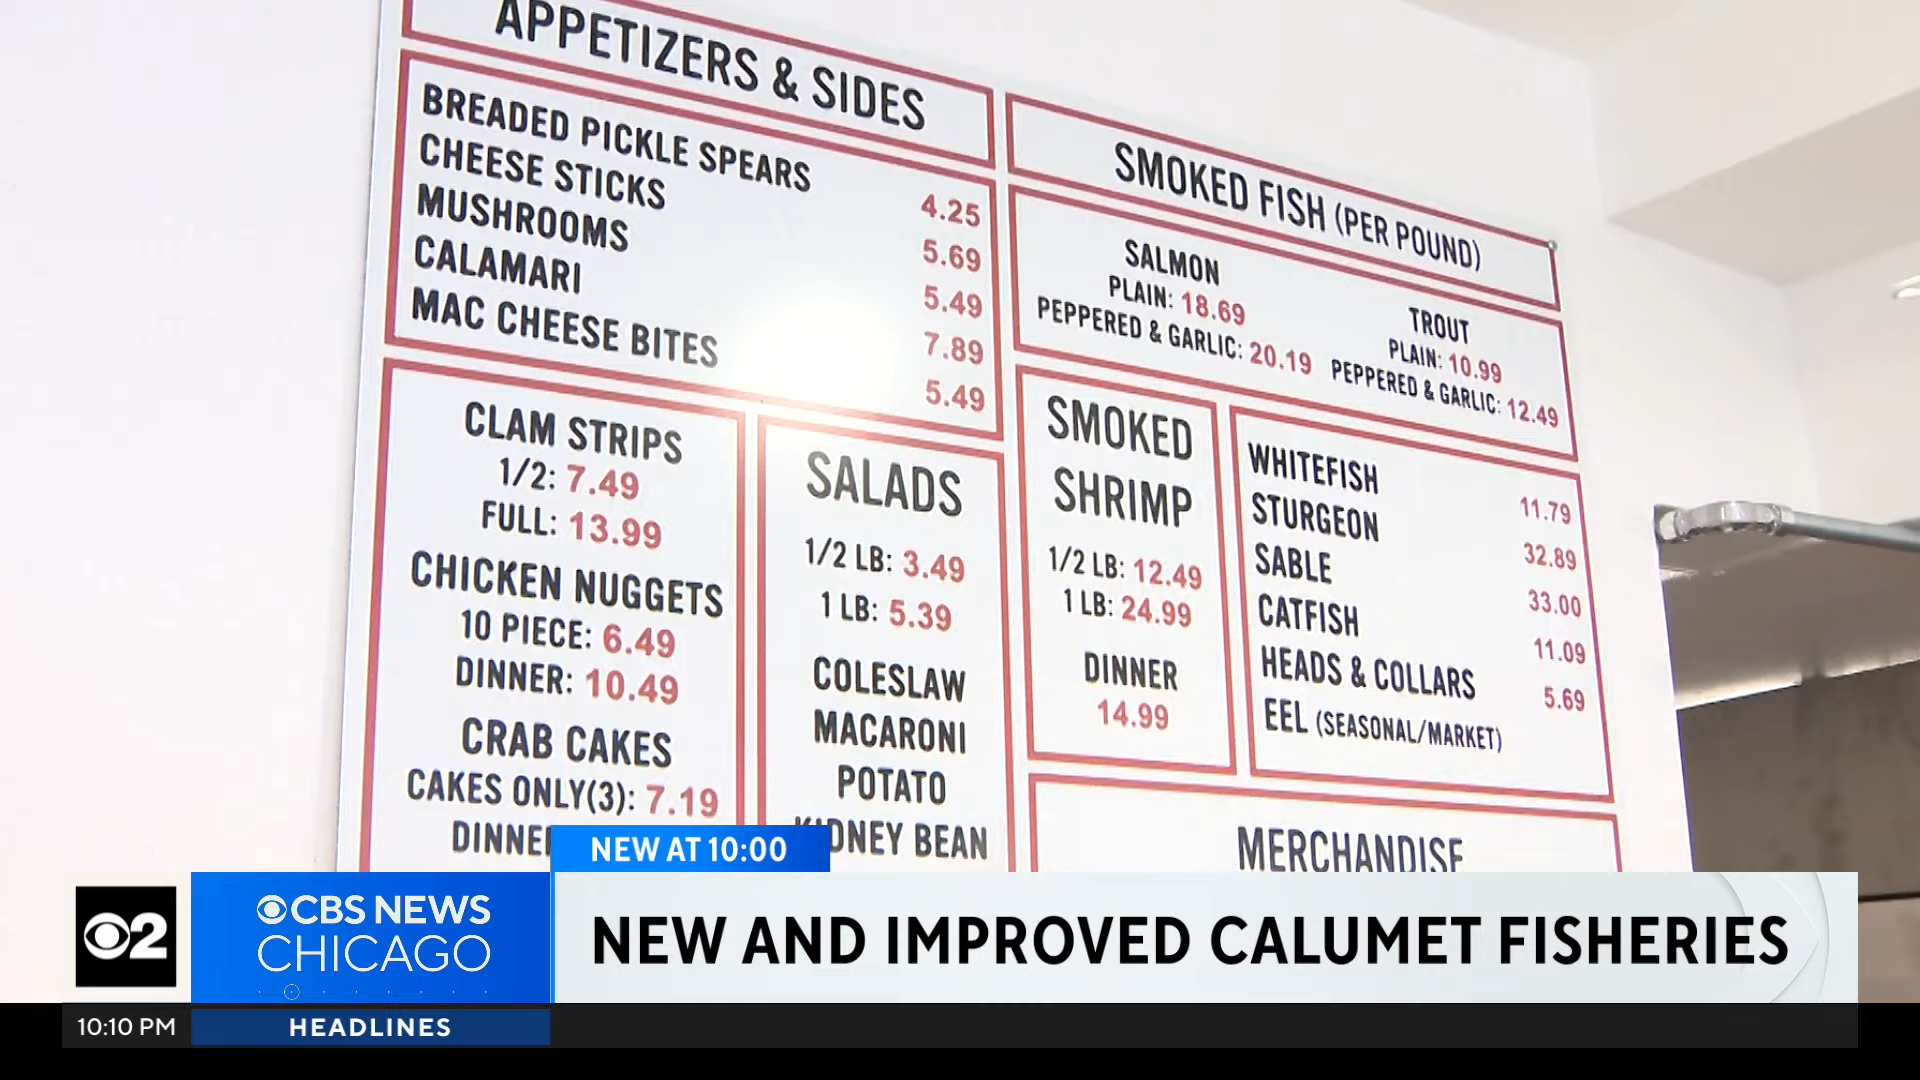 APPETIZERS & SIDES
BREADED PICKLE SPEARS 4.25
CHEESE STICKS 5.69
MUSHROOMS 5.49
CALAMARI 7.89
MAC CHEESE BITES 5.49
CLAM STRIPS
1/2: 7.49
FULL: 13.99
CHICKEN NUGGETS
10 PIECE: 6.49
DINNER: 10.49
CRAB CAKES
CAKES ONLY(3): 7.19
SALADS
1/2 LB: 3.49
1 LB: 5.39
COLESLAW
MACARONI
POTATO
KIDNEY BEAN
SMOKED FISH (PER POUND)
SALMON
PLAIN: 18.69
PEPPERED & GARLIC: 20.19
TROUT
PLAIN: 10.99
PEPPERED & GARLIC: 12.49
SMOKED
SHRIMP
1/2 LB: 12.49
1 LB: 24.99
DINNER
14.99
WHITEFISH 11.79
STURGEON 32.89
SABLE 33.00
CATFISH 11.09
HEADS & COLLARS 5.69
EEL (SEASONAL/MARKET)
MERCHANDISE
NEW AT 10:00
2
CBS NEWS
CHICAGO
NEW AND IMPROVED CALUMET FISHERIES
10:10 PM
HEADLINES